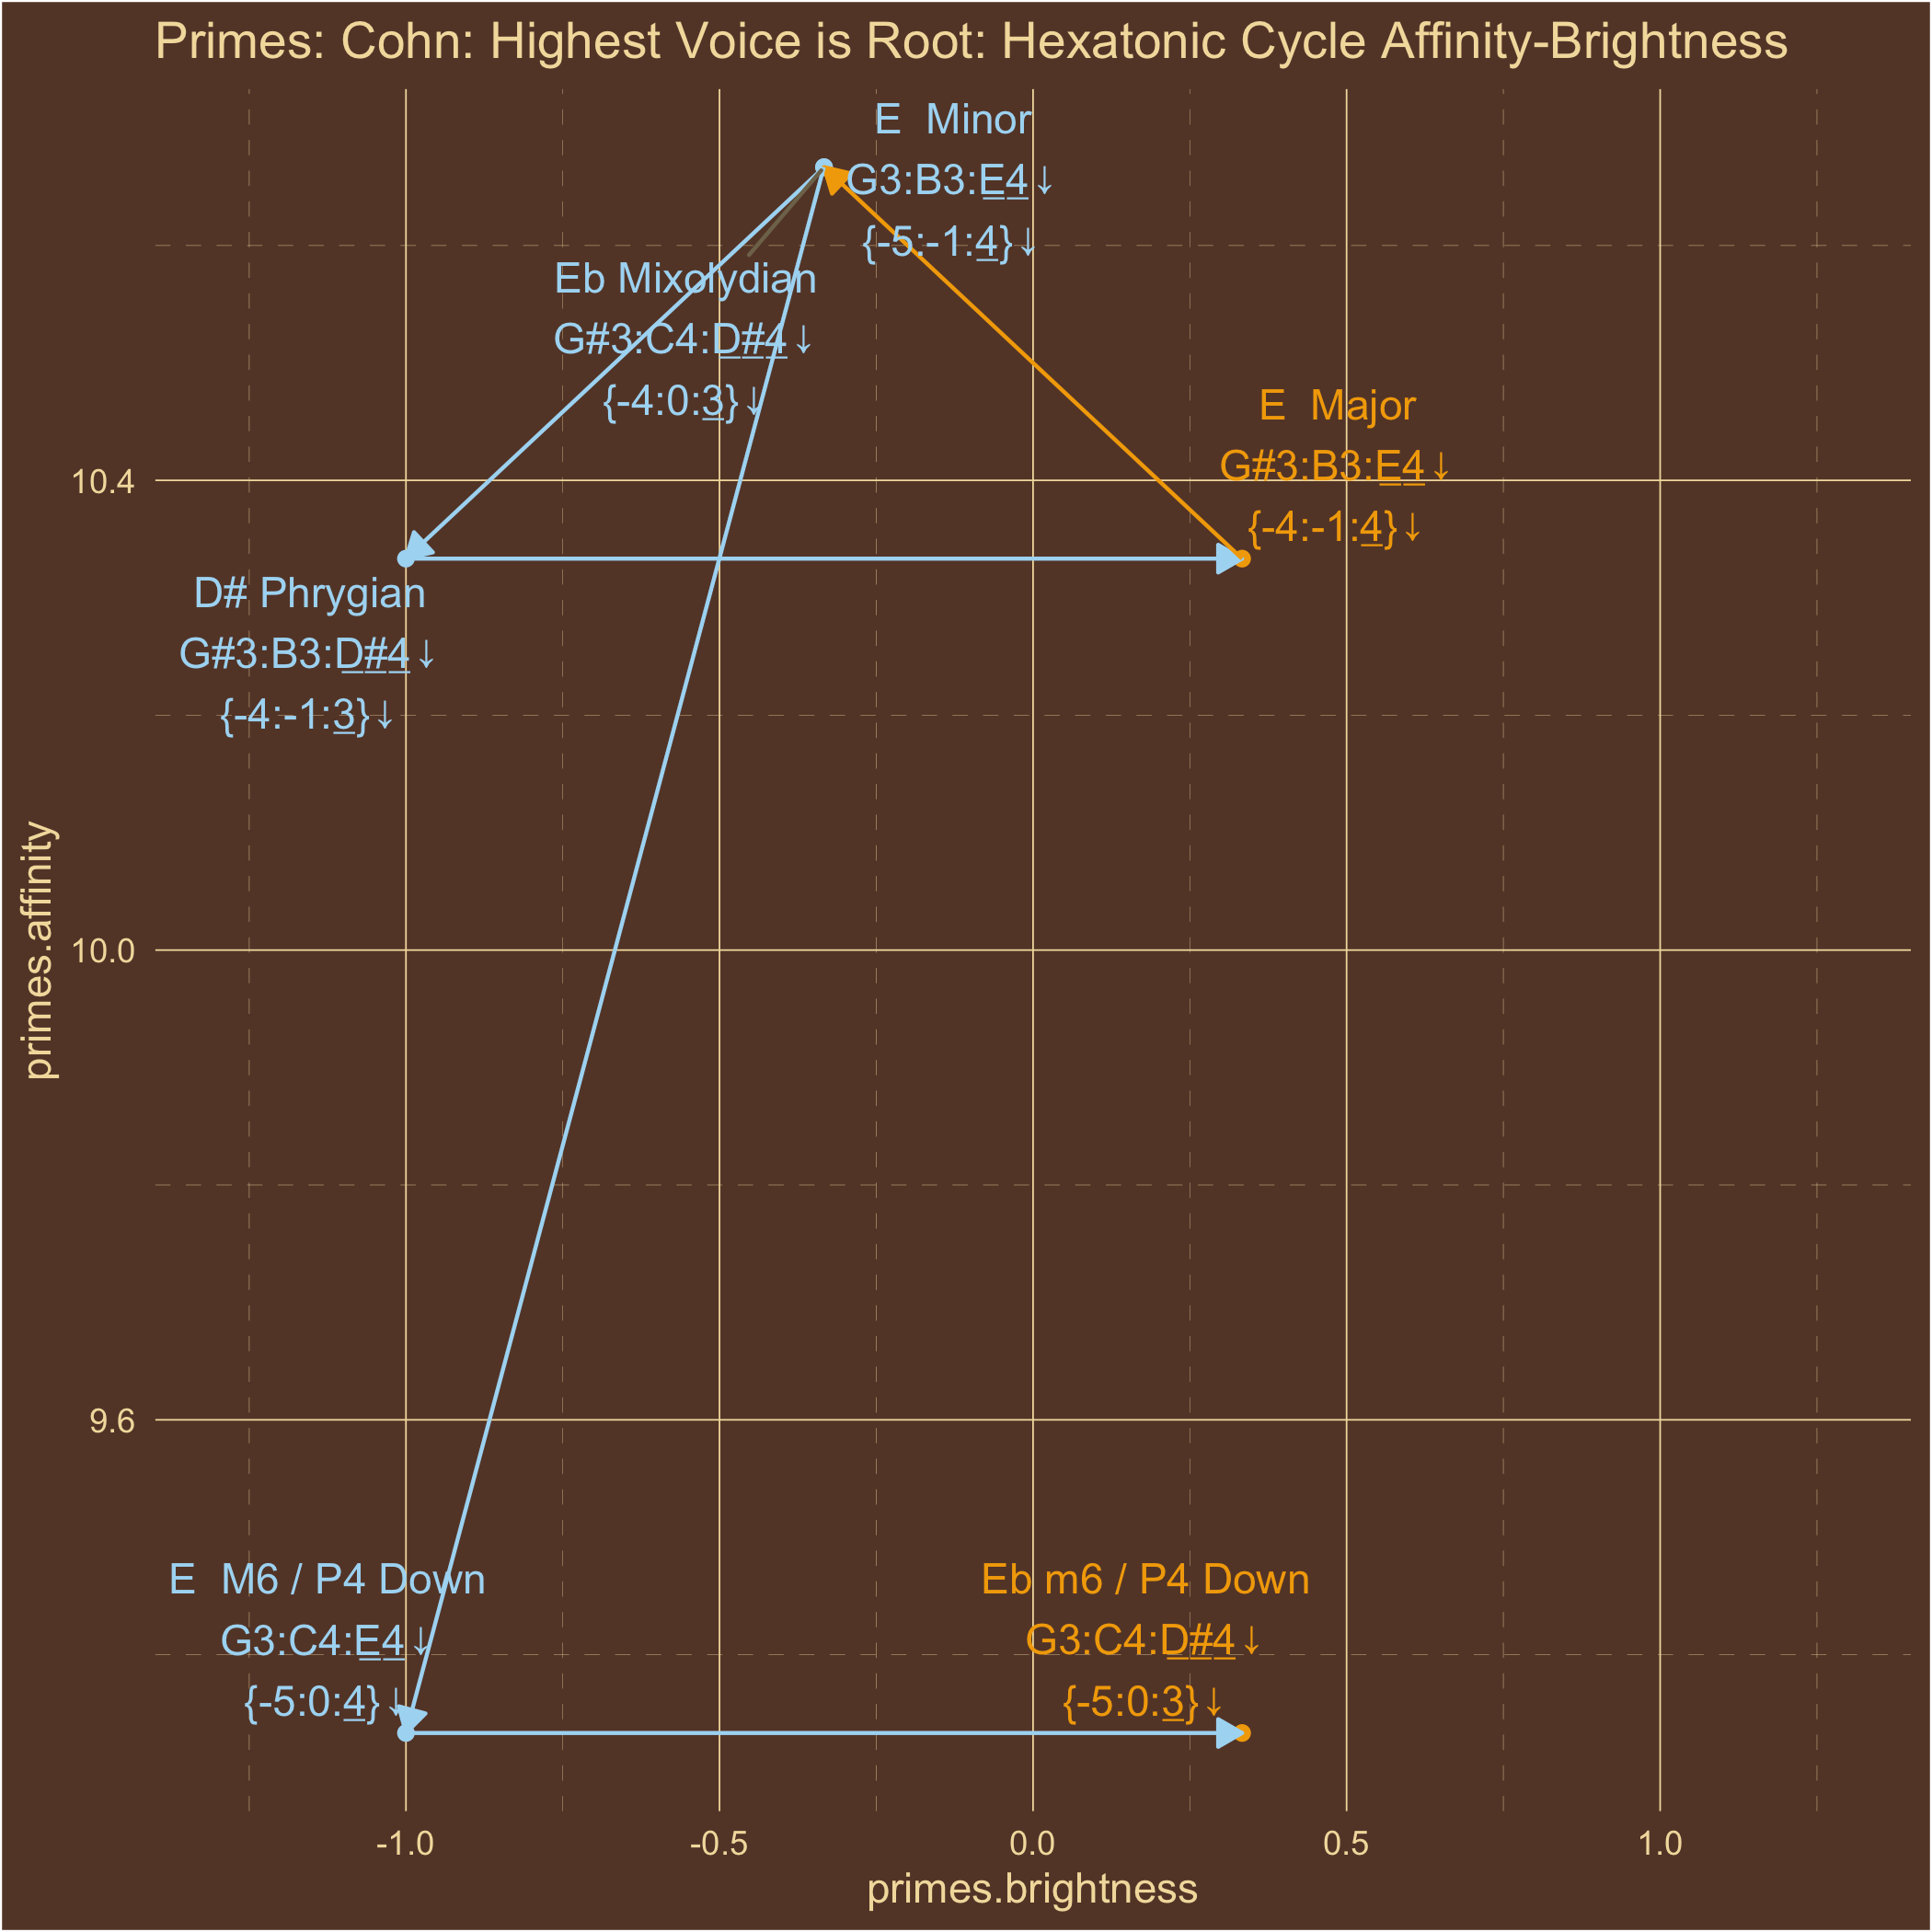 Primes: Cohn: Highest Voice is Root: Hexatonic Cycle Affinity-Brightness
E  Minor
G3:B3:E4↓
{-5:-1:4}↓
Eb Mixolydian
G#3:C4:D#4↓
{-4:0:3}↓
E  Major
G#3:B3:E4↓
{-4:-1:4}↓
D# Phrygian
G#3:B3:D#4↓
{-4:-1:3}↓
E  M6 / P4 Down
G3:C4:E4↓
{-5:0:4}↓
Eb m6 / P4 Down
G3:C4:D#4↓
{-5:0:3}↓
primes.affinity
10.4
10.0
9.6
-1.0
-0.5
0.0
0.5
1.0
primes.brightness